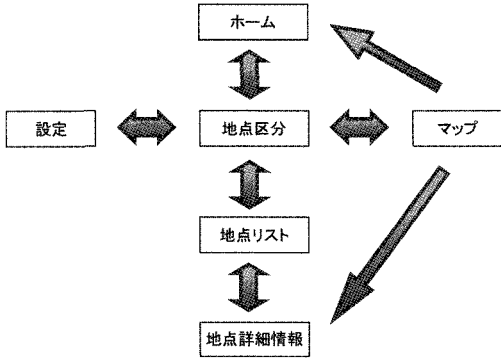 ホーム
設定
地点区分
マップ
地点リスト
地点詳細情報